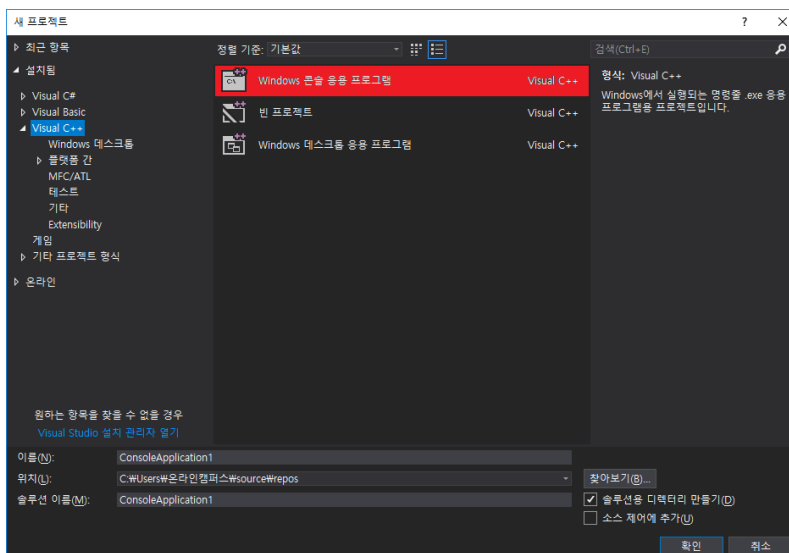 새 프로젝트
? ×
최근 항목
설치됨
Visual C#
Visual Basic
Visual C++
Windows 데스크톱
플랫폼 간
MFC/ATL
테스트
기타
Extensibility
게임
기타 프로젝트 형식
온라인
원하는 항목을 찾을 수 없을 경우
Visual Studio 설치 관리자 열기
정렬 기준: 기본값
Windows 콘솔 응용 프로그램 Visual C++
빈 프로젝트 Visual C++
Windows 데스크톱 응용 프로그램 Visual C++
검색(Ctrl+E)
형식: Visual C++
Windows에서 실행되는 명령줄 .exe 응용
프로그램용 프로젝트입니다.
이름(N): ConsoleApplication1
위치(L): C:₩Users₩온라인캠퍼스₩source₩repos 찾아보기(B)...
솔루션 이름(M): ConsoleApplication1
솔루션용 디렉터리 만들기(D)
소스 제어에 추가(U)
확인 취소